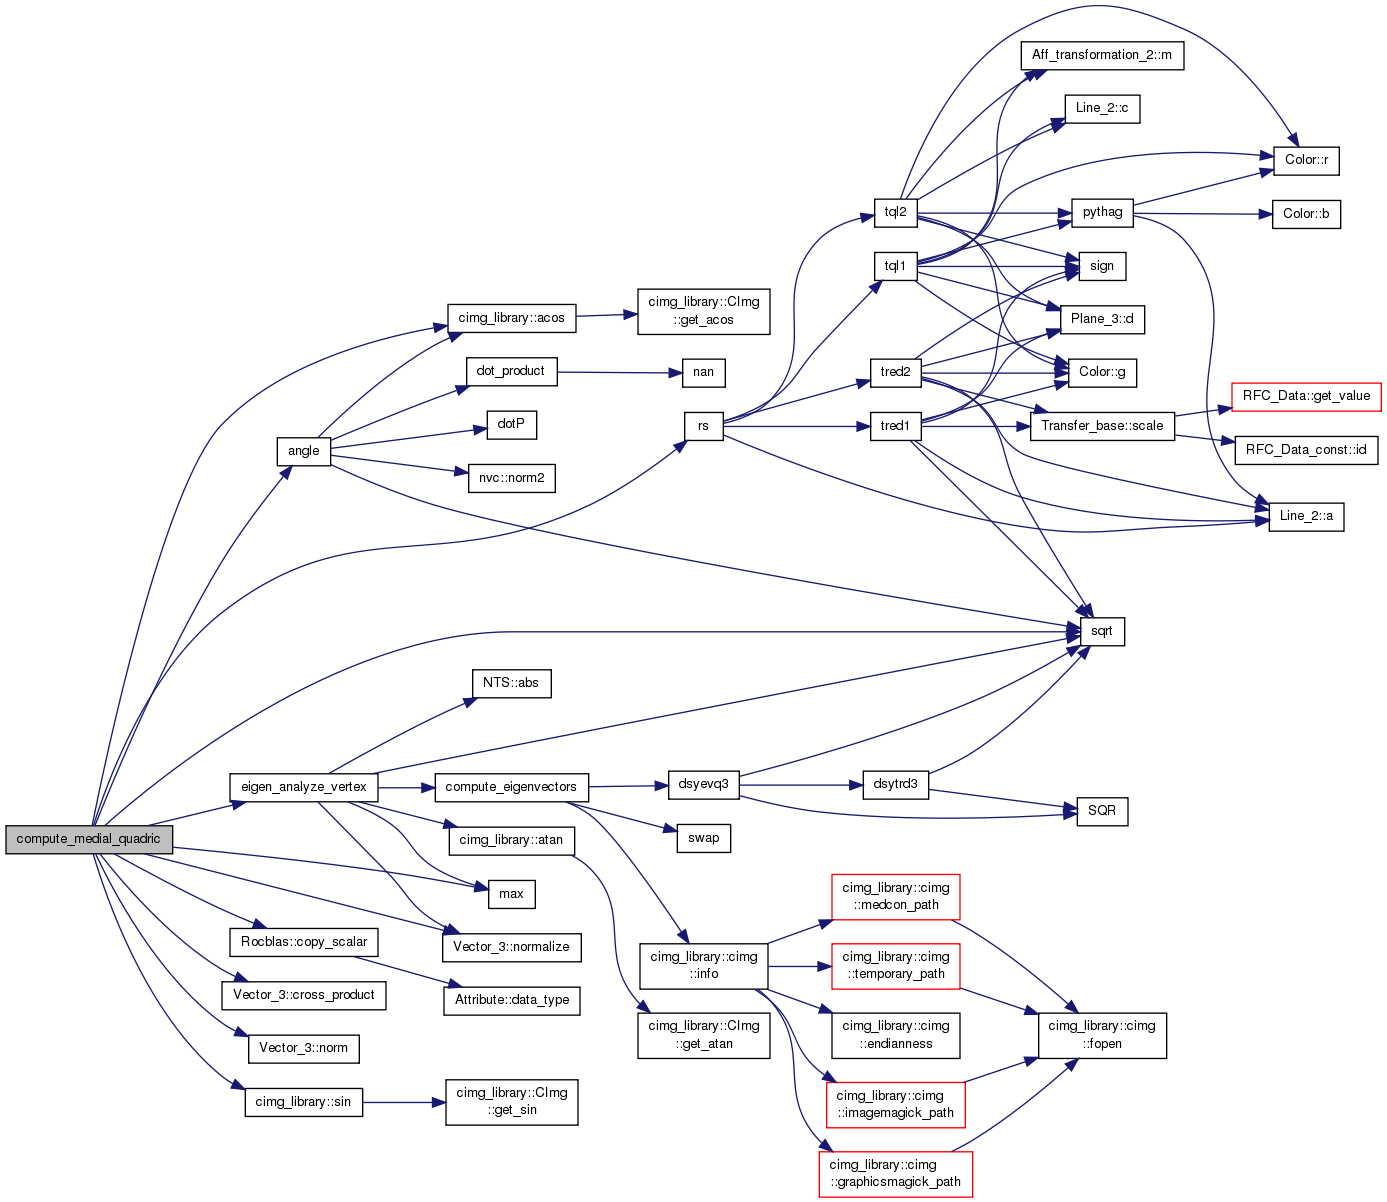 Aff_transformation_2::m
Line_2::c
Color::r
tql2
pythag
Color::b
tql1
sign
cimg_library::acos
cimg_library::CImg
::get_acos
Plane_3::d
dot_product
nan
tred2
Color::g
RFC_Data::get_value
dotP
rs
tred1
Transfer_base::scale
angle
RFC_Data_const::id
nvc::norm2
Line_2::a
sqrt
NTS::abs
eigen_analyze_vertex
compute_eigenvectors
dsyevq3
dsytrd3
SQR
compute_medial_quadric
cimg_library::atan
swap
max
cimg_library::cimg
::medcon_path
Rocblas::copy_scalar
Vector_3::normalize
cimg_library::cimg
::info
cimg_library::cimg
::temporary_path
Vector_3::cross_product
Attribute::data_type
cimg_library::CImg
::get_atan
cimg_library::cimg
::endianness
cimg_library::cimg
::fopen
Vector_3::norm
cimg_library::sin
cimg_library::CImg
::get_sin
cimg_library::cimg
::imagemagick_path
cimg_library::cimg
::graphicsmagick_path